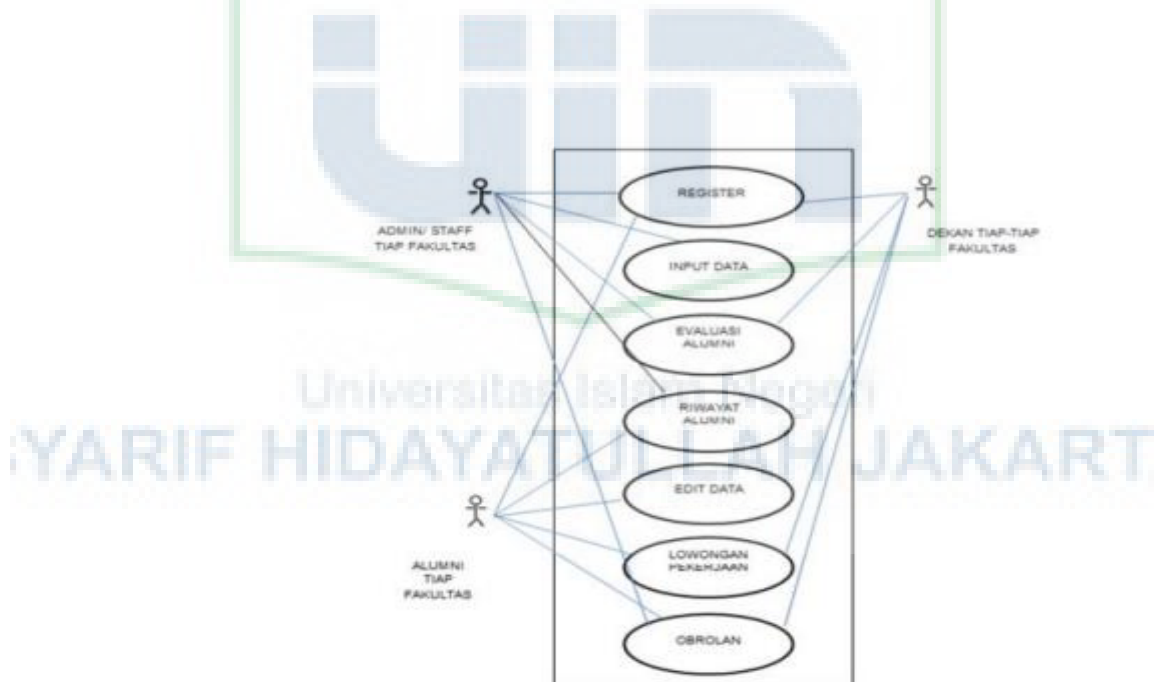 uin
REGISTER
ADMIN/ STAFF
TIAP FAKULTAS
DEKAN TIAP-TIAP
FAKULTAS
INPUT DATA
EVALUASI
ALUMNI
Universitas Islam Negeri
RIWAYAT
ALUMNI
SYARIF HIDAYATULLAH JAKARTA
EDIT DATA
LOWONGAN
PEKERJAAN
ALUMNI
TIAP
FAKULTAS
OBROLAN